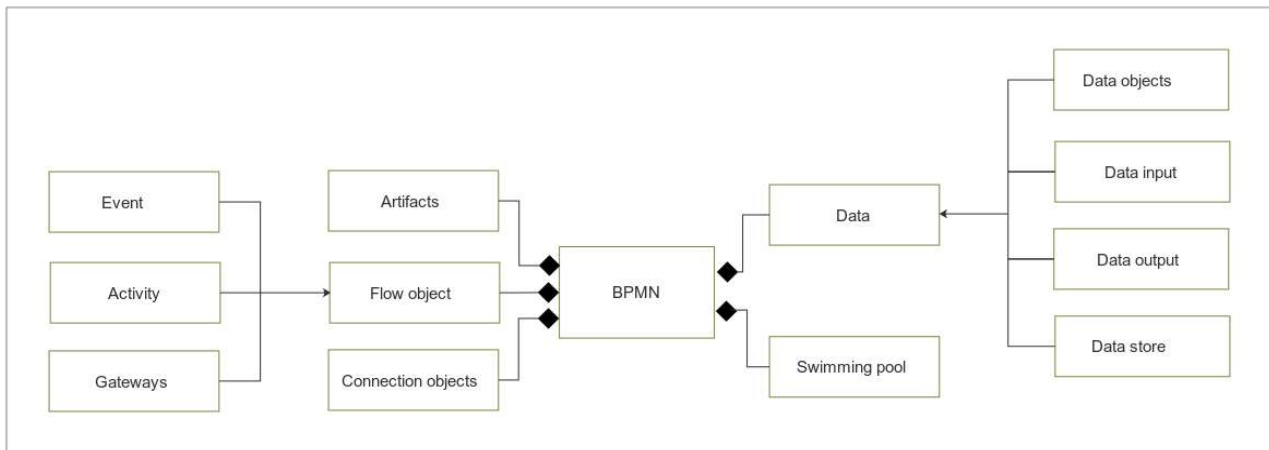 Data objects
Data input
Event
Artifacts
Data
Data output
Activity
Flow object
BPMN
Data store
Gateways
Connection objects
Swimming pool